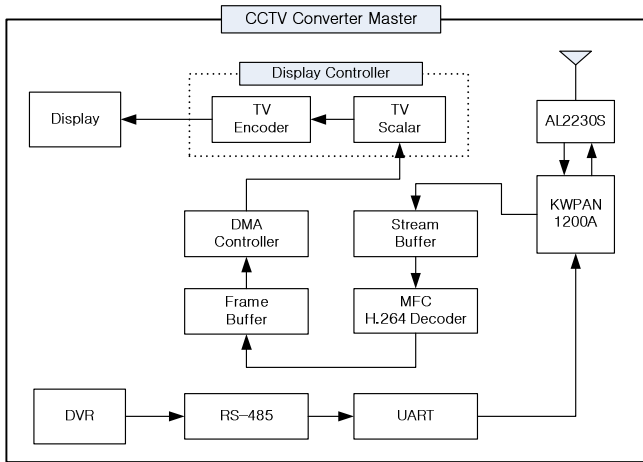 CCTV Converter Master
Display Controller
Display
TV
Encoder
TV
Scalar
AL2230S
KWPAN
1200A
DMA
Controller
Stream
Buffer
Frame
Buffer
MFC
H.264 Decoder
DVR
RS-485
UART